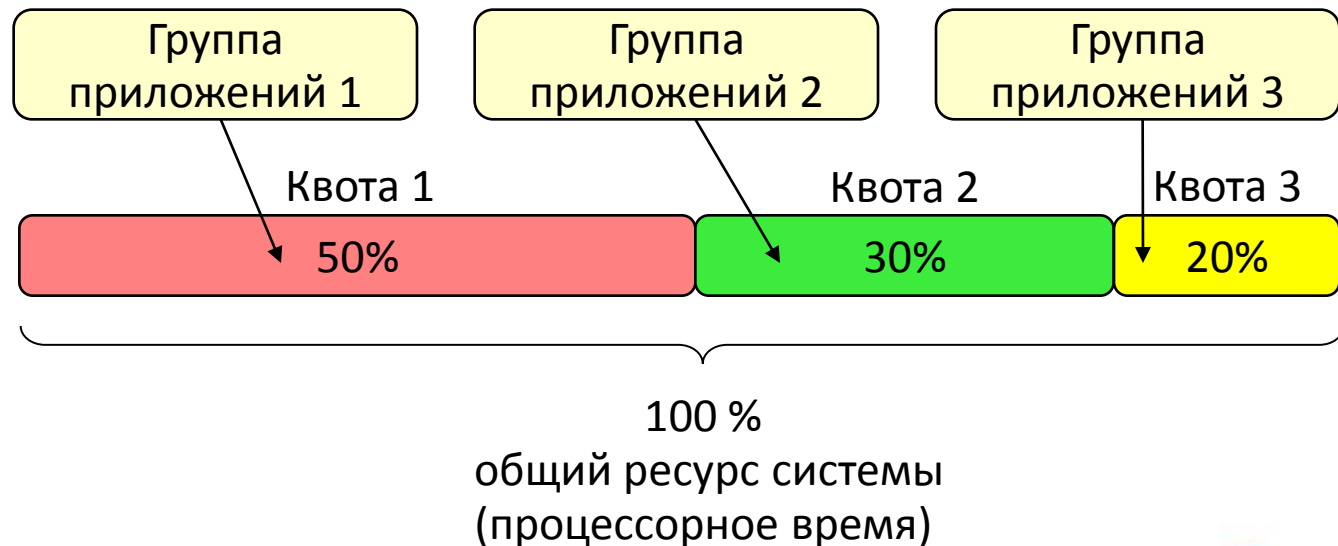 Группа
приложений 1
Группа
приложений 2
Группа
приложений 3
Квота 1
Квота 2
Квота 3
50%
30%
20%
100 %
общий ресурс системы
(процессорное время)